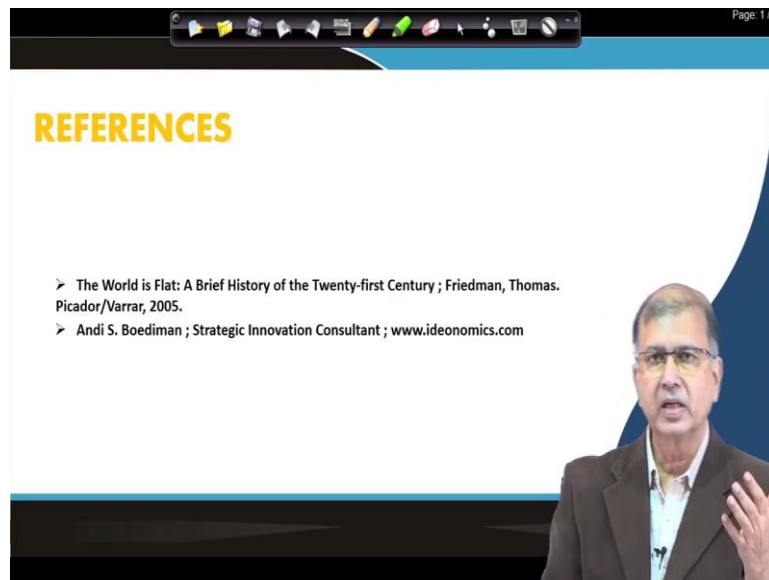 Page: 1 /
REFERENCES
➢ The World is Flat: A Brief History of the Twenty-first Century ; Friedman, Thomas.
Picador/Varrar, 2005.
➢ Andi S. Boediman ; Strategic Innovation Consultant ; www.ideonomics.com